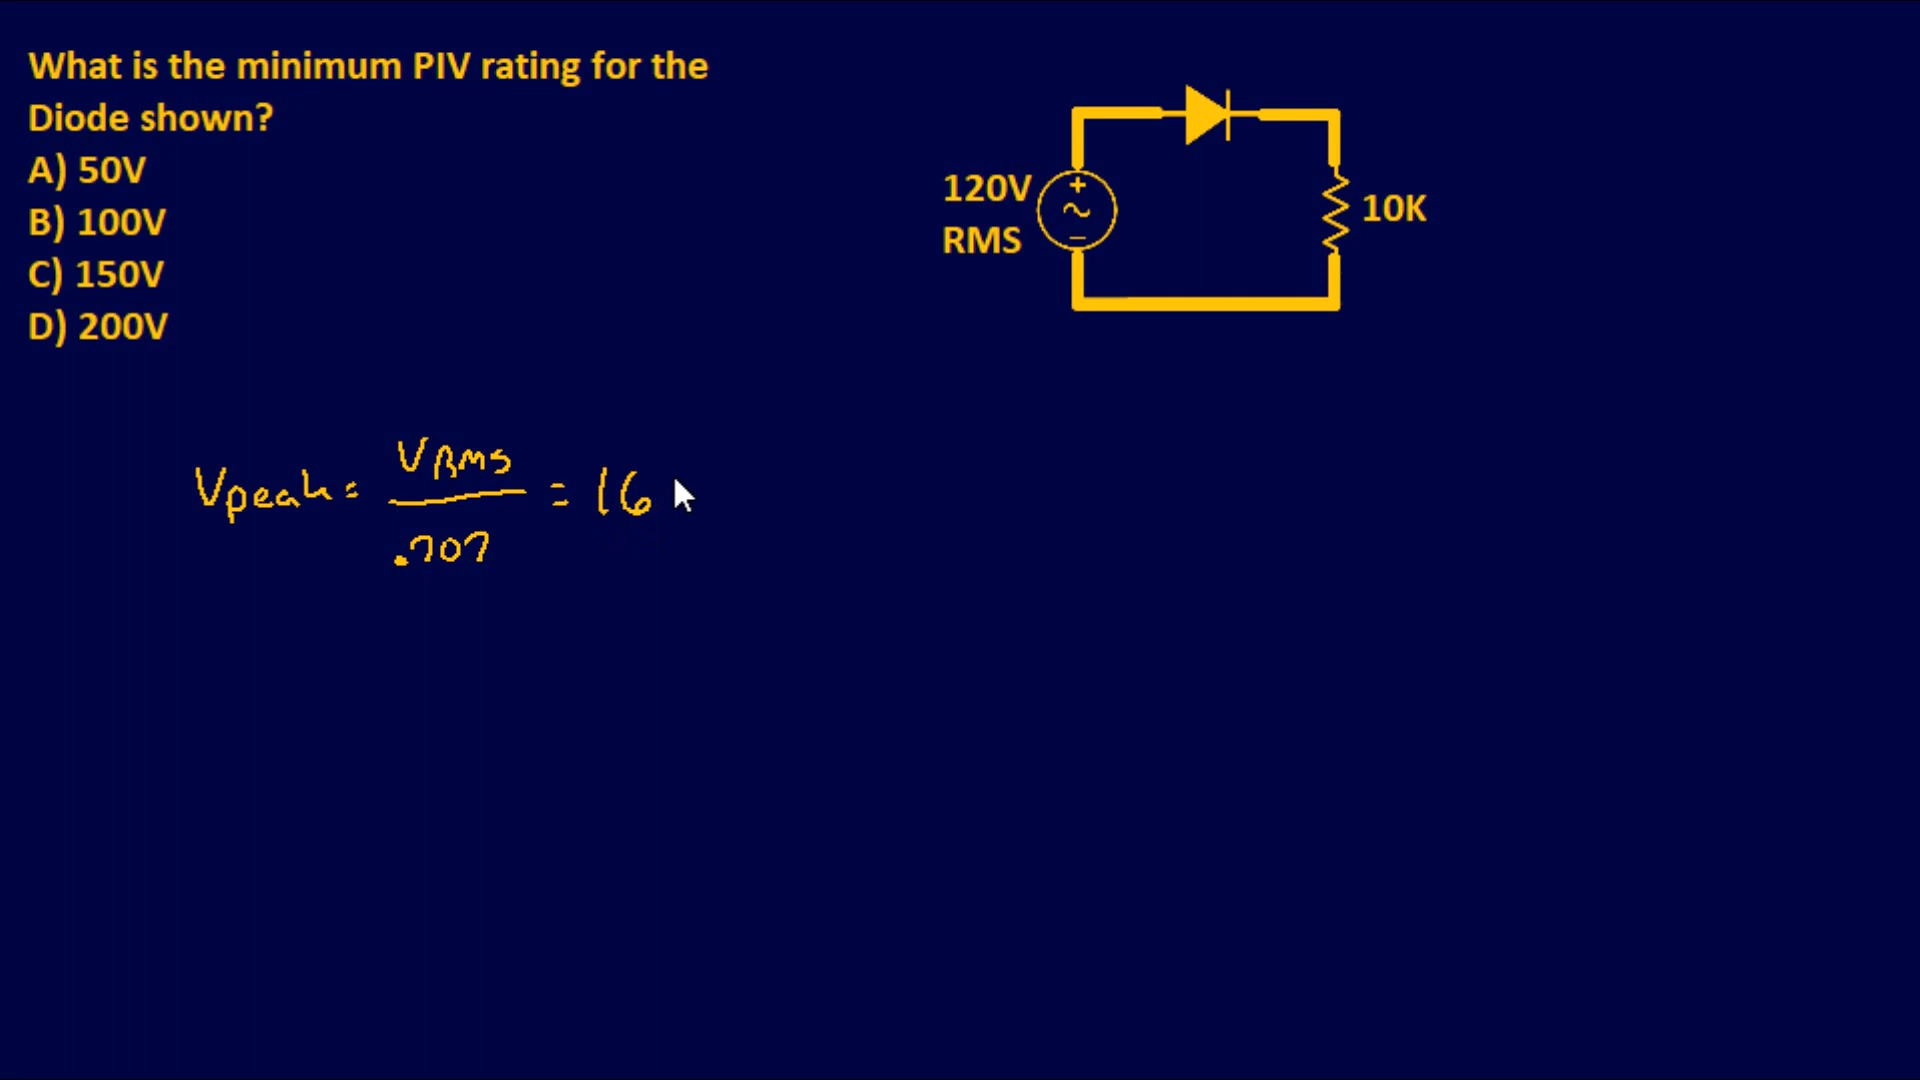 What is the minimum PIV rating for the
Diode shown?
A) 50V
B) 100V
C) 150V
D) 200V
120V
RMS
+
~
−
10K
Vpeak = VRMS / .707 = 16